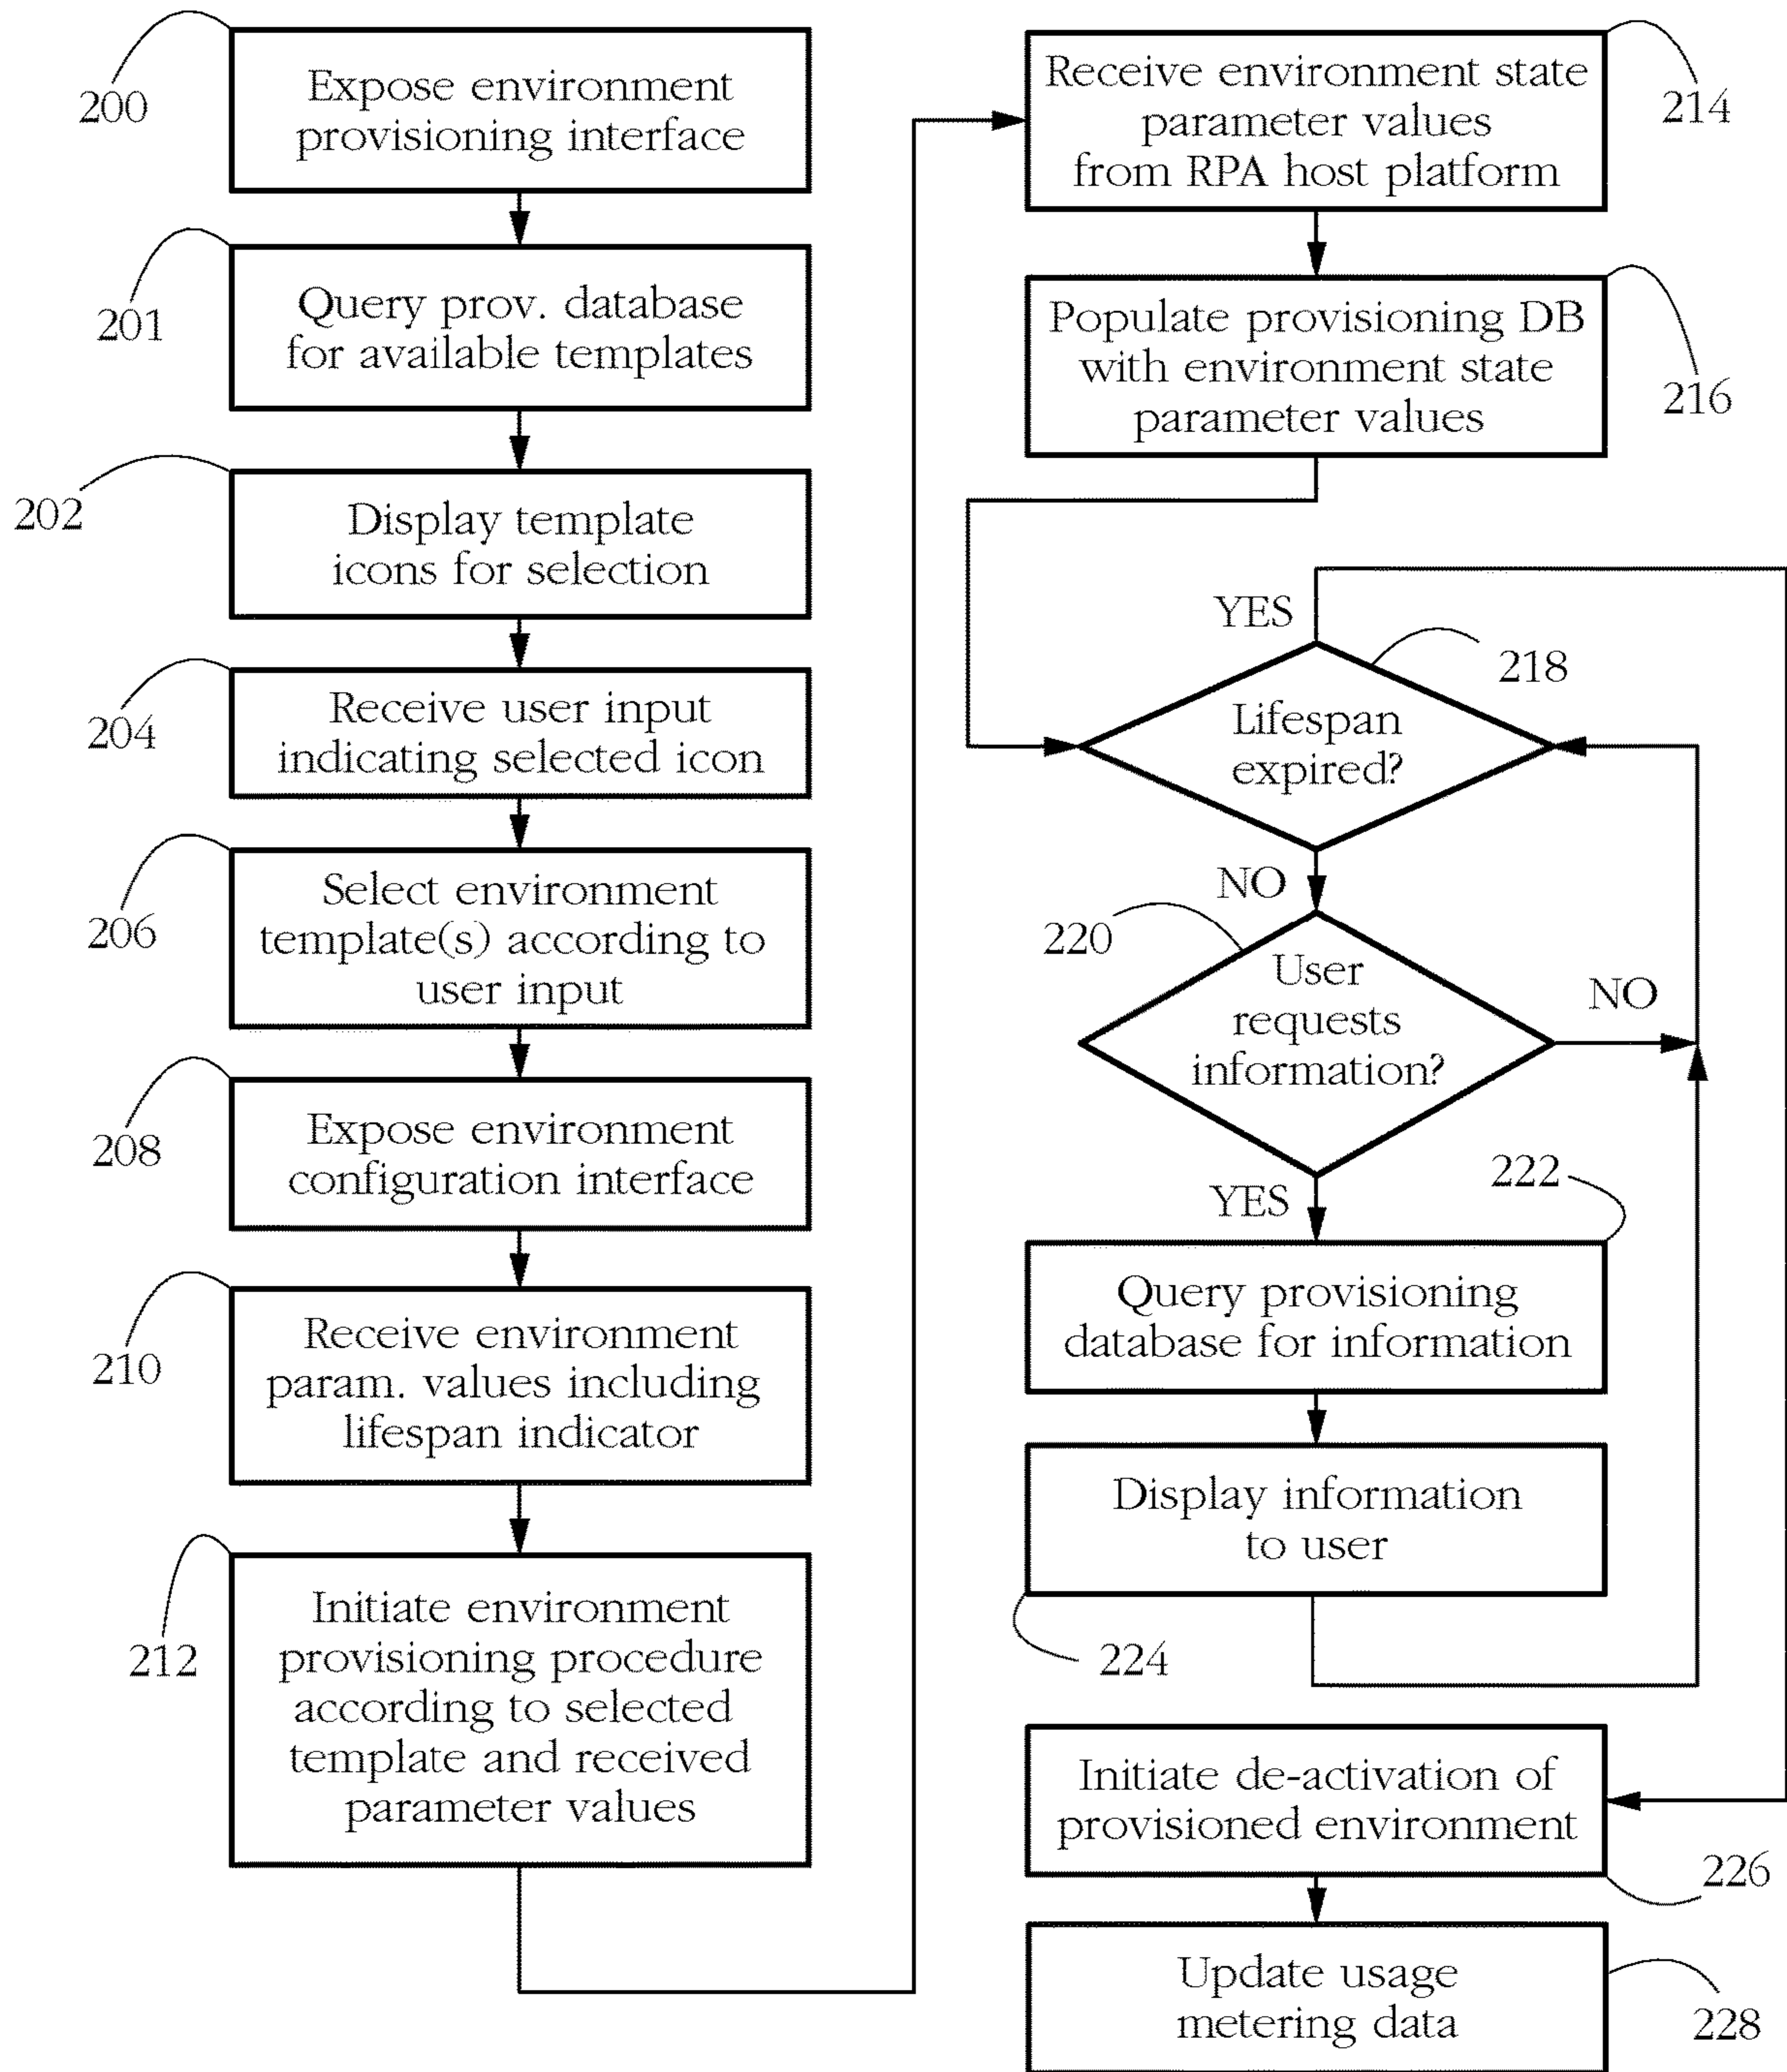 200
Expose environment
provisioning interface
201
Query prov. database
for available templates
202
Display template
icons for selection
204
Receive user input
indicating selected icon
206
Select environment
template(s) according to
user input
208
Expose environment
configuration interface
210
Receive environment
param. values including
lifespan indicator
212
Initiate environment
provisioning procedure
according to selected
template and received
parameter values
Receive environment state
parameter values
from RPA host platform
214
Populate provisioning DB
with environment state
parameter values
216
YES
218
Lifespan
expired?
NO
220
User
requests
information?
NO
YES
222
Query provisioning
database for information
Display information
to user
224
Initiate de-activation of
provisioned environment
226
Update usage
metering data
228